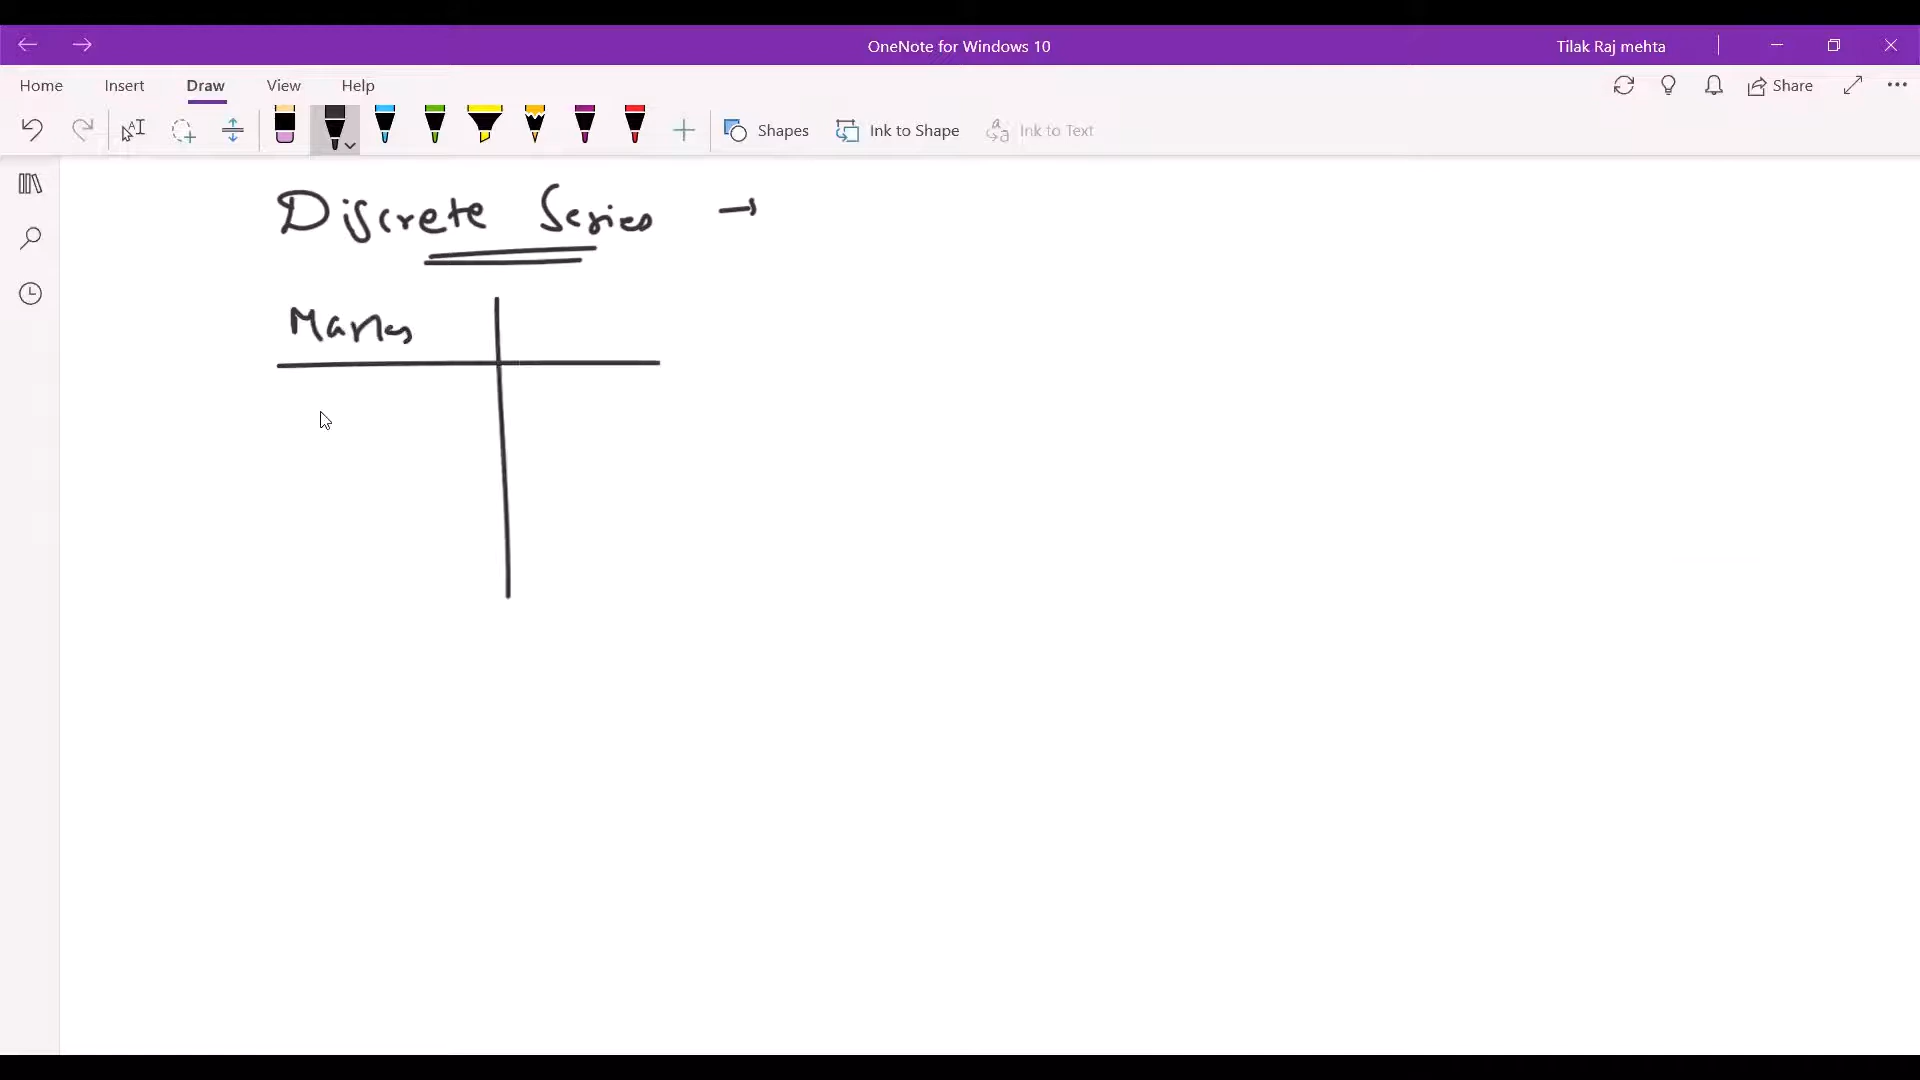 OneNote for Windows 10
Tilak Raj mehta
Home Insert Draw View Help
Share
Shapes Ink to Shape Ink to Text
Discrete Series →
Marks